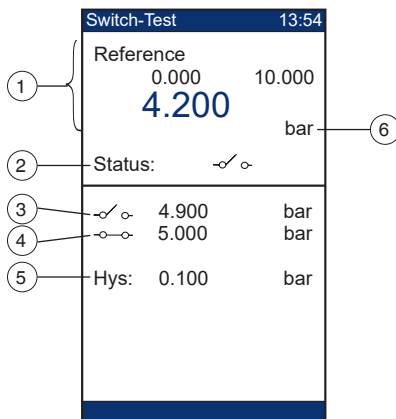 Switch-Test 13:54
Reference
0.000 10.000
4.200
bar
Status:
4.900 bar
5.000 bar
Hys: 0.100 bar
1
2
3
4
5
6